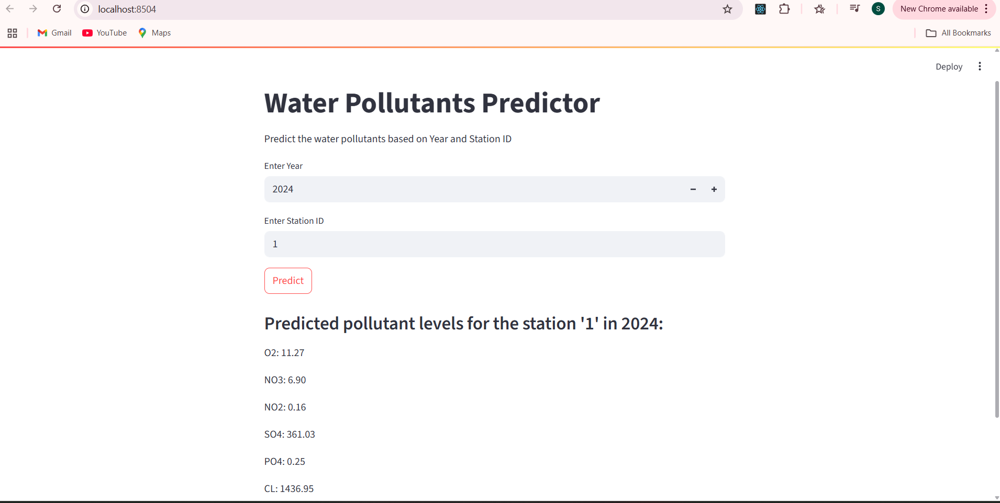 localhost:8504
S
New Chrome available
Gmail
YouTube
Maps
All Bookmarks
Deploy
Water Pollutants Predictor
Predict the water pollutants based on Year and Station ID
Enter Year
2024
Enter Station ID
1
Predict
Predicted pollutant levels for the station '1' in 2024:
O2: 11.27
NO3: 6.90
NO2: 0.16
SO4: 361.03
PO4: 0.25
CL: 1436.95